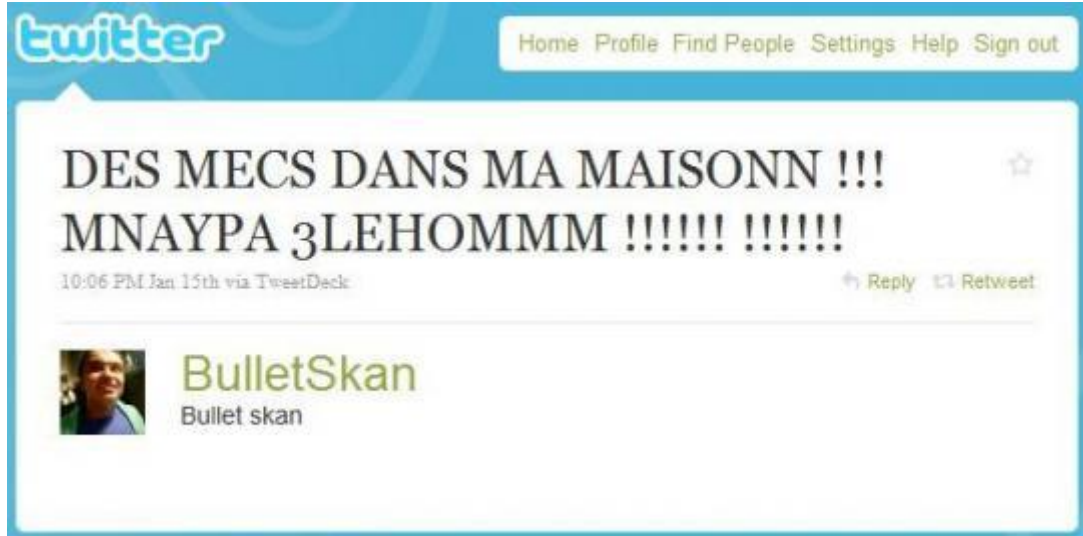 twitter
Home Profile Find People Settings Help Sign out
DES MECS DANS MA MAISONN !!!
MNAYPA 3LEHOMMM !!!!!! !!!!!!
10:06 PM Jan 15th via TweetDeck
Reply Retweet
BulletSkan
Bullet skan